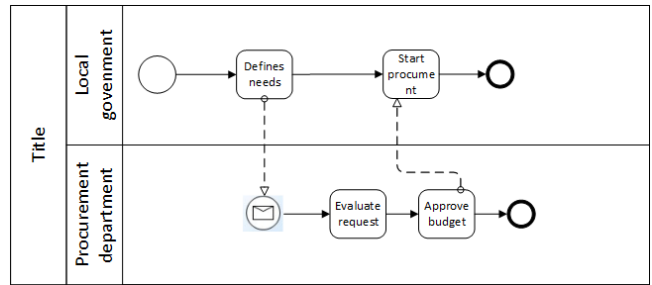 Title
Local
govenment
Defines
needs
Start
procume
nt
Procurement
department
Evaluate
request
Approve
budget